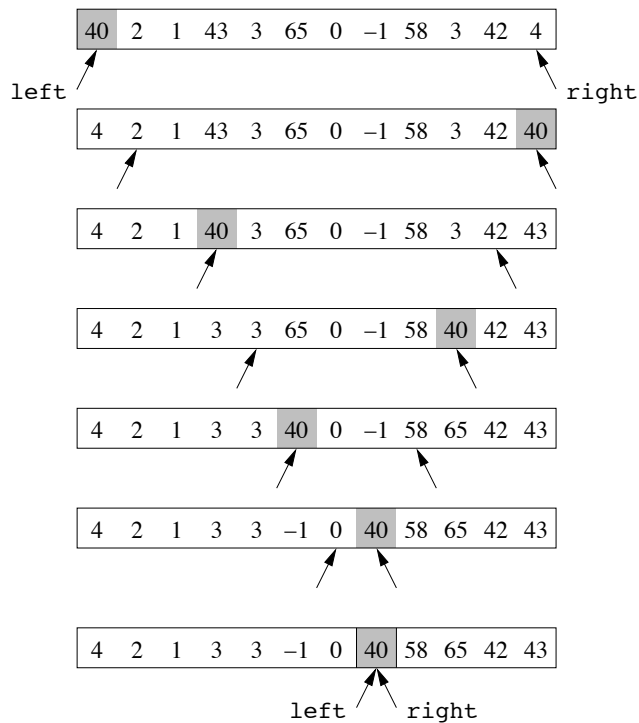 40 2 1 43 3 65 0 –1 58 3 42 4
left right
4 2 1 43 3 65 0 –1 58 3 42 40
4 2 1 40 3 65 0 –1 58 3 42 43
4 2 1 3 3 65 0 –1 58 40 42 43
4 2 1 3 3 40 0 –1 58 65 42 43
4 2 1 3 3 –1 0 40 58 65 42 43
4 2 1 3 3 –1 0 40 58 65 42 43
left right